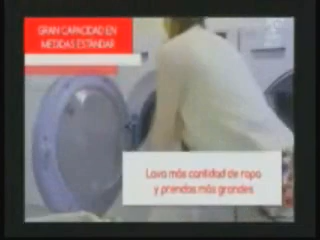 GRAN CAPACIDAD EN
MEDIDAS ESTÁNDAR
Lava más cantidad de ropa
y prendas más grandes